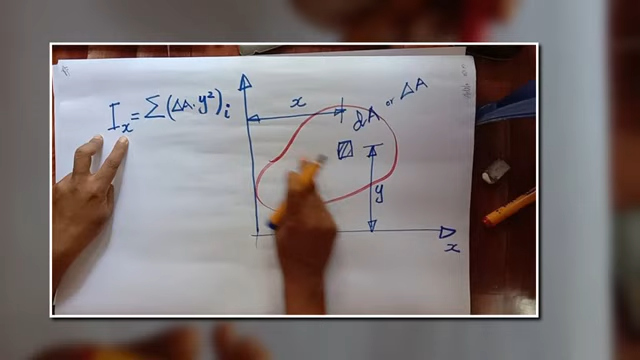 Iₓ = Σ(ΔA·y²)ᵢ
x
dA or ΔA
y
x